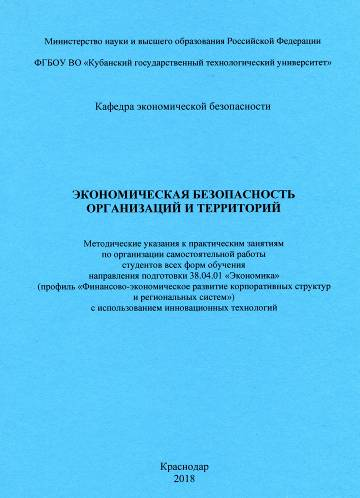 Министерство науки и высшего образования Российской Федерации
ФГБОУ ВО «Кубанский государственный технологический университет»
Кафедра экономической безопасности
ЭКОНОМИЧЕСКАЯ БЕЗОПАСНОСТЬ
ОРГАНИЗАЦИЙ И ТЕРРИТОРИЙ
Методические указания к практическим занятиям
по организации самостоятельной работы
студентов всех форм обучения
направления подготовки 38.04.01 «Экономика»
(профиль «Финансово-экономическое развитие корпоративных структур
и региональных систем»)
с использованием инновационных технологий
Краснодар
2018